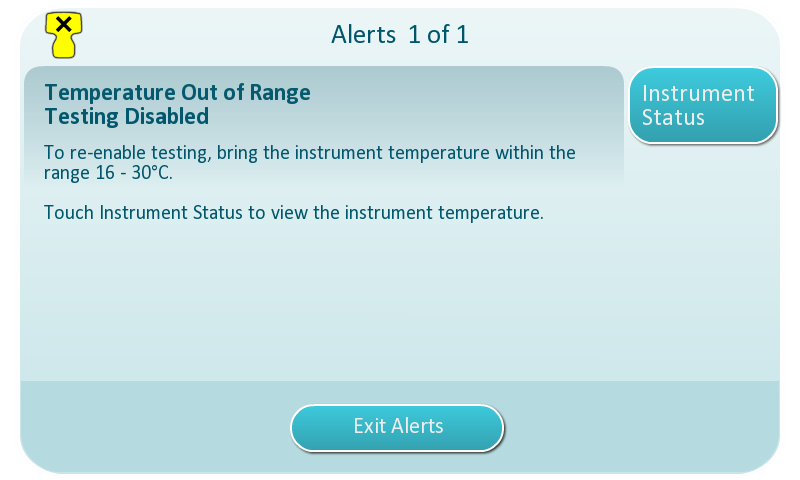 Alerts  1 of 1
Temperature Out of Range
Testing Disabled
Instrument
Status
To re-enable testing, bring the instrument temperature within the
range 16 - 30°C.
Touch Instrument Status to view the instrument temperature.
Exit Alerts